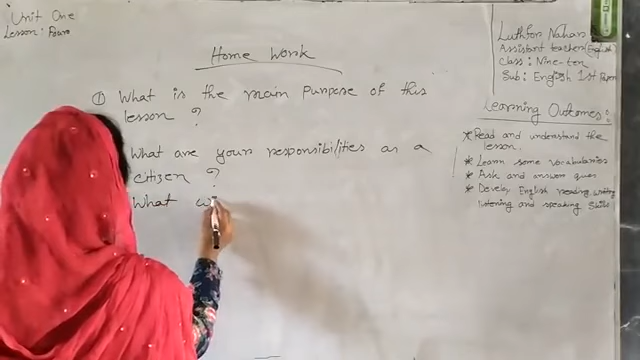 Unit One
Lesson: Four
Home Work
① What is the main purpose of this
lesson ?
What are your responsibilities as a
citizen ?
What w
Luthfor Nahar
Assistant teacher (English)
Class: Nine-ten
Sub: English 1st Paper
Learning Outcomes:
* Read and understand the
lesson.
* Learn some vocabularies
* Ask and answer ques
* Develop English reading, writing
listening and speaking skills